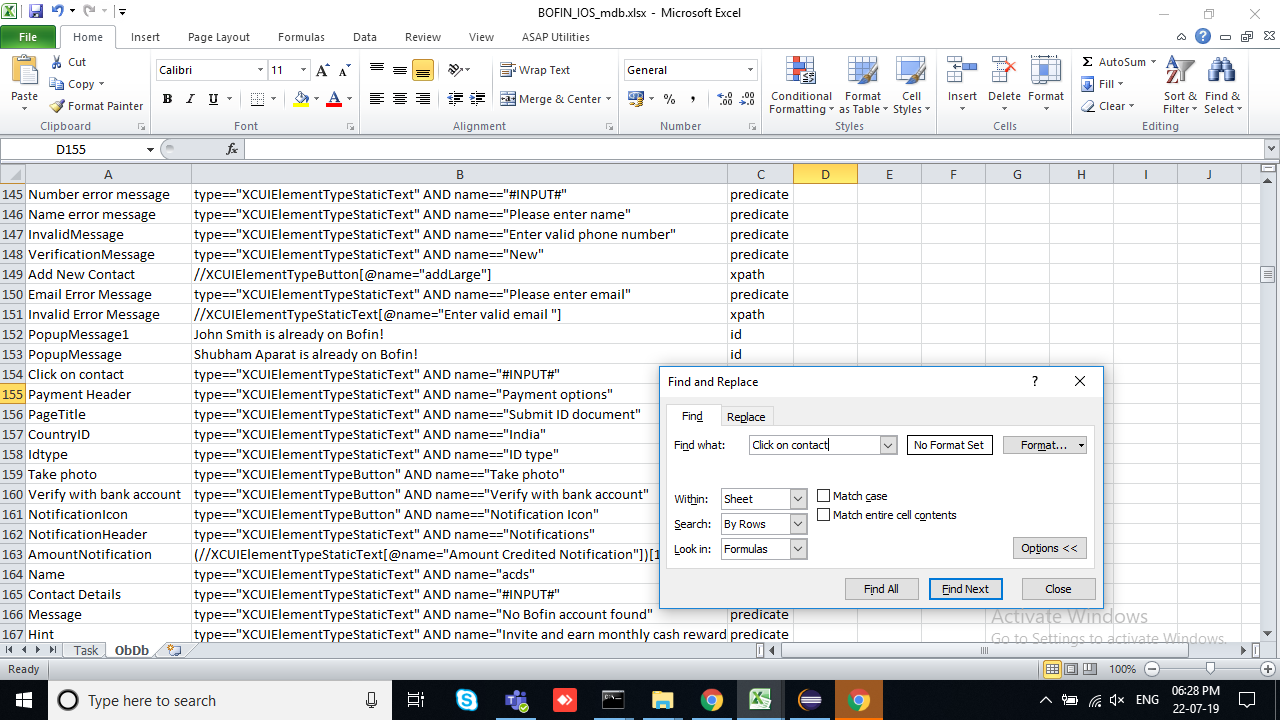 BOFIN_IOS_mdb.xlsx - Microsoft Excel
File Home Insert Page Layout Formulas Data Review View ASAP Utilities
Paste
Cut
Copy
Format Painter
Clipboard
Calibri 11
B I U
Font
Wrap Text
Merge & Center
Alignment
General
% ,
Number
Conditional Formatting
Format as Table
Cell Styles
Styles
Insert Delete Format
Cells
AutoSum
Fill
Clear
Sort & Filter
Find & Select
Editing
D155 fx
A B C D E F G H I J
145 Number error message type=="XCUIElementTypeStaticText" AND name=="#INPUT#" predicate
146 Name error message type=="XCUIElementTypeStaticText" AND name=="Please enter name" predicate
147 InvalidMessage type=="XCUIElementTypeStaticText" AND name=="Enter valid phone number" predicate
148 VerificationMessage type=="XCUIElementTypeStaticText" AND name=="New" predicate
149 Add New Contact //XCUIElementTypeButton[@name="addLarge"] xpath
150 Email Error Message type=="XCUIElementTypeStaticText" AND name=="Please enter email" predicate
151 Invalid Error Message //XCUIElementTypeStaticText[@name="Enter valid email "] xpath
152 PopupMessage1 John Smith is already on Bofin! id
153 PopupMessage Shubham Aparat is already on Bofin! id
154 Click on contact type=="XCUIElementTypeStaticText" AND name=="#INPUT#"
155 Payment Header type=="XCUIElementTypeStaticText" AND name=="Payment options"
156 PageTitle type=="XCUIElementTypeStaticText" AND name=="Submit ID document"
157 CountryID type=="XCUIElementTypeStaticText" AND name=="India"
158 Idtype type=="XCUIElementTypeStaticText" AND name=="ID type"
159 Take photo type=="XCUIElementTypeButton" AND name=="Take photo"
160 Verify with bank account type=="XCUIElementTypeButton" AND name=="Verify with bank account"
161 NotificationIcon type=="XCUIElementTypeButton" AND name=="Notification Icon"
162 NotificationHeader type=="XCUIElementTypeStaticText" AND name=="Notifications"
163 AmountNotification (//XCUIElementTypeStaticText[@name="Amount Credited Notification"])[1
164 Name type=="XCUIElementTypeStaticText" AND name="acds"
165 Contact Details type=="XCUIElementTypeStaticText" AND name=="#INPUT#"
166 Message type=="XCUIElementTypeStaticText" AND name=="No Bofin account found" predicate
167 Hint type=="XCUIElementTypeStaticText" AND name=="Invite and earn monthly cash reward predicate
Find and Replace ?
Find Replace
Find what: Click on contact No Format Set Format...
Within: Sheet Match case
Search: By Rows Match entire cell contents
Look in: Formulas Options <<
Find All Find Next Close
Activate Windows
Go to Settings to activate Windows.
Task ObDb
Ready 100%
Type here to search
ENG
06:28 PM
22-07-19